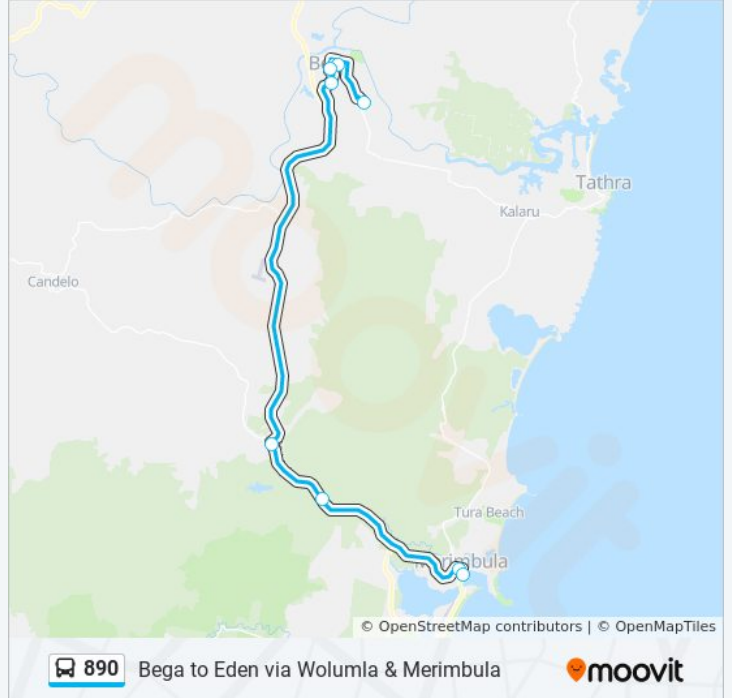 Tathra
Kalaru
Candelo
Tura Beach
Merimbula
© OpenStreetMap contributors | © OpenMapTiles
890 Bega to Eden via Wolumla & Merimbula moovit